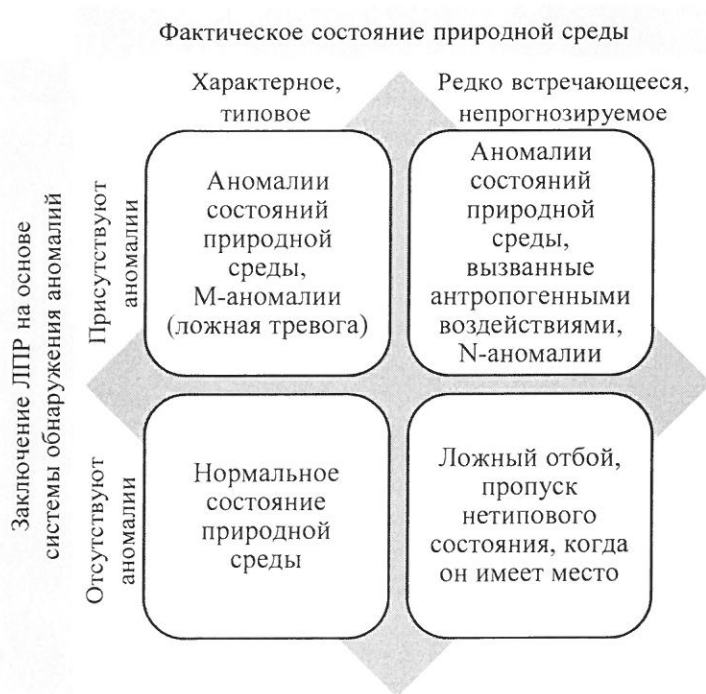 Фактическое состояние природной среды
Характерное,
типовое
Редко встречающееся,
непрогнозируемое
Заключение ЛПР на основе
системы обнаружения аномалий
Присутствуют
аномалии
Аномалии
состояний
природной
среды,
М-аномалии
(ложная тревога)
Аномалии
состояний
природной
среды,
вызванные
антропогенными
воздействиями,
N-аномалии
Отсутствуют
аномалии
Нормальное
состояние
природной
среды
Ложный отбой,
пропуск
нетипового
состояния, когда
он имеет место